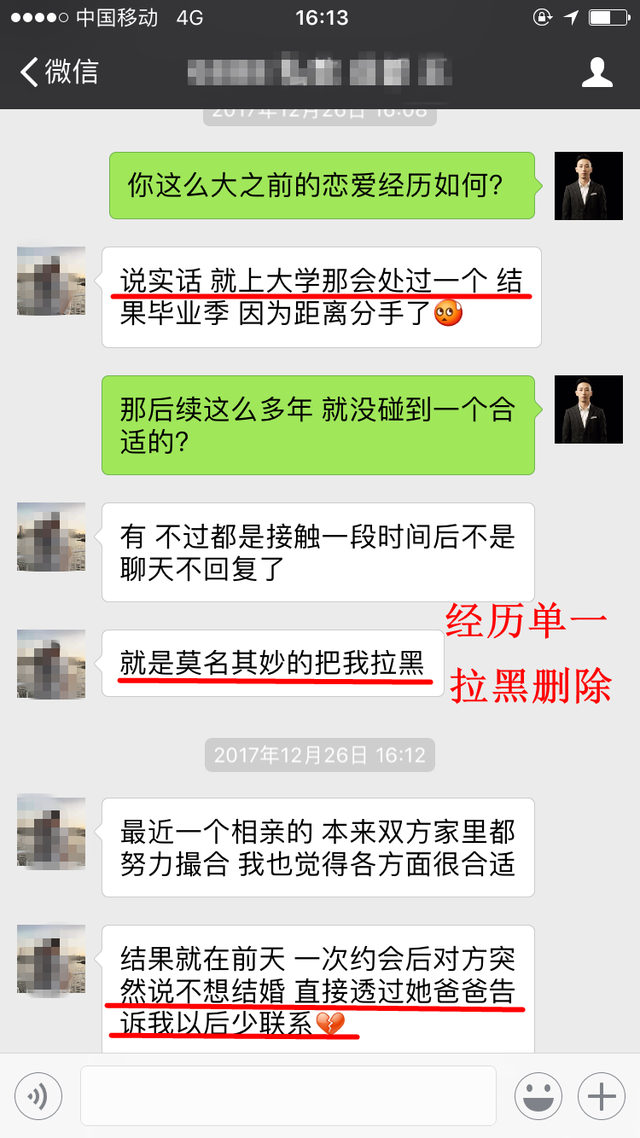 中国移动 4G 16:13
微信
2017年12月26日 16:08
你这么大之前的恋爱经历如何?
说实话 就上大学那会处过一个 结
果毕业季 因为距离分手了
那后续这么多年 就没碰到一个合
适的?
有 不过都是接触一段时间后不是
聊天不回复了
就是莫名其妙的把我拉黑
经历单一
拉黑删除
2017年12月26日 16:12
最近一个相亲的 本来双方家里都
努力撮合 我也觉得各方面很合适
结果就在前天 一次约会后对方突
然说不想结婚 直接透过她爸爸告
诉我以后少联系